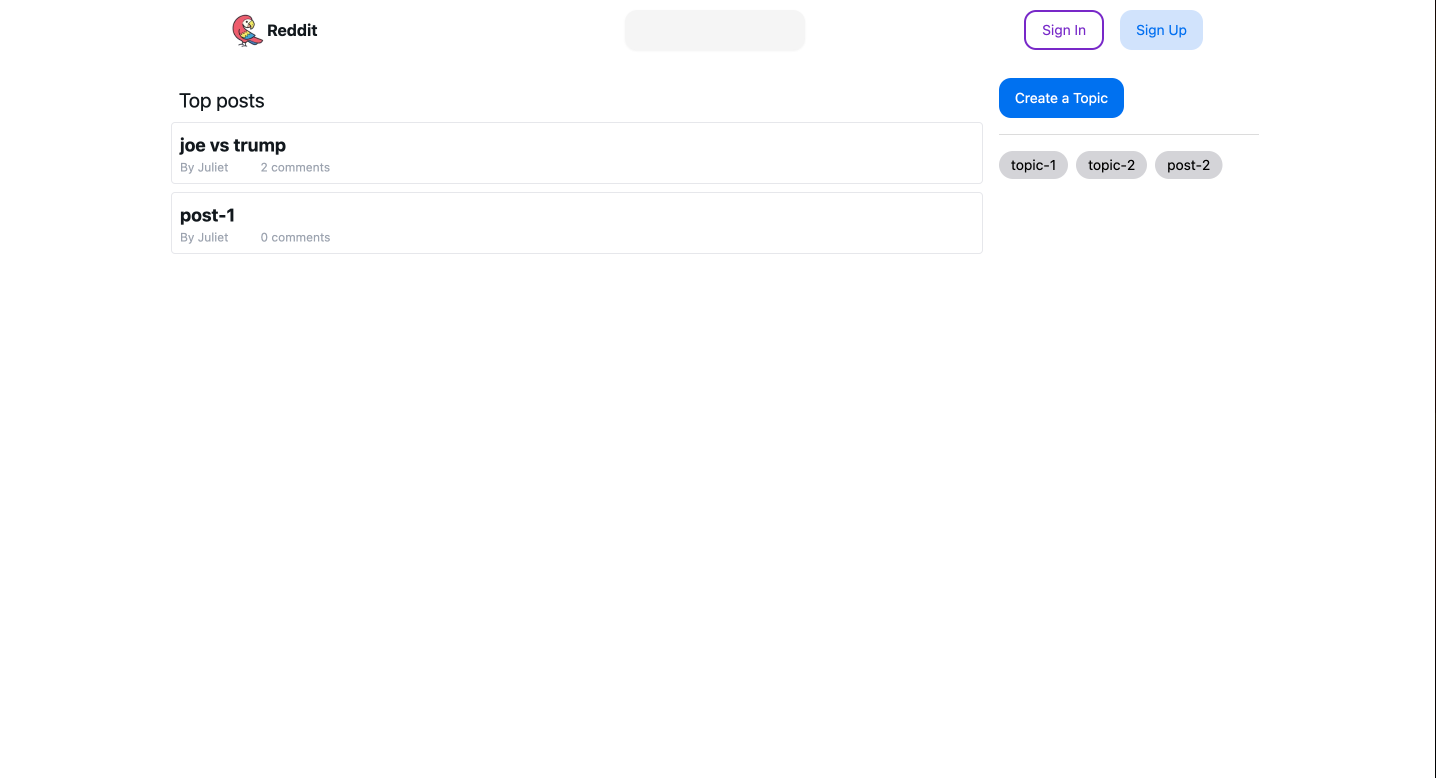 Reddit
Sign In
Sign Up
Top posts
joe vs trump
By Juliet 2 comments
post-1
By Juliet 0 comments
Create a Topic
topic-1 topic-2 post-2